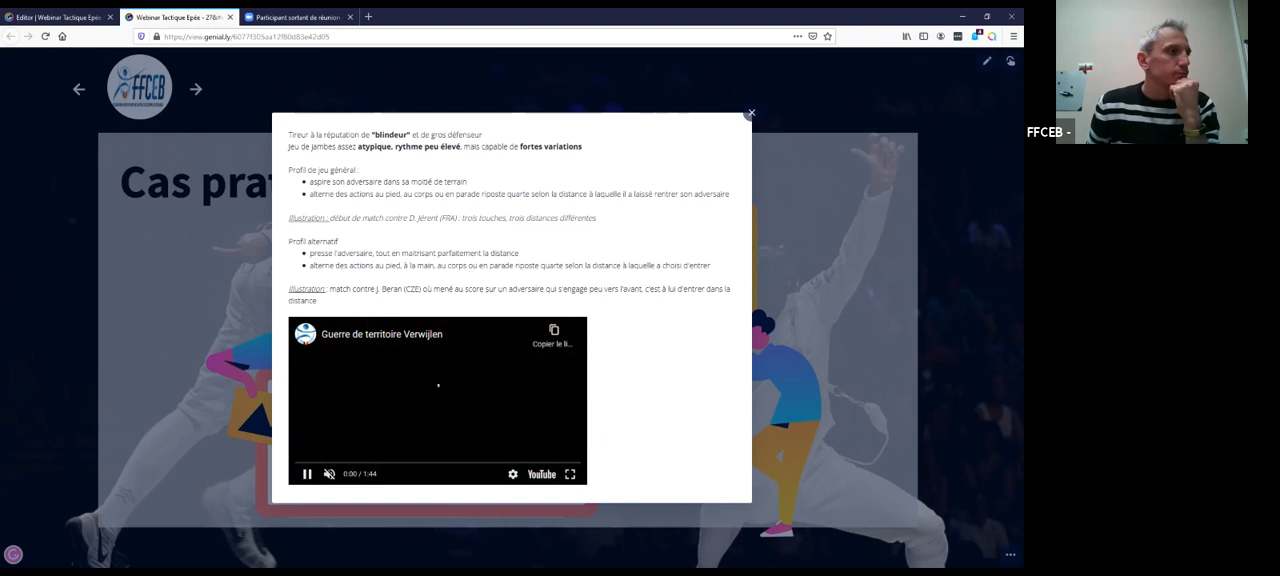 Editor | Webinar Tactique Epée
Webinar Tactique Epée - 27&#
Participant sortant de réunion
https://view.genial.ly/6077f305aa12f80d83e42d05
FFCEB
FFCEB -
Cas pra
Tireur à la réputation de "blindeur" et de gros défenseur
Jeu de jambes assez atypique, rythme peu élevé, mais capable de fortes variations
Profil de jeu général :
aspire son adversaire dans sa moitié de terrain
alterne des actions au pied, au corps ou en parade riposte quarte selon la distance à laquelle il a laissé rentrer son adversaire
Illustration : début de match contre D. Jérent (FRA) : trois touches, trois distances différentes
Profil alternatif
presse l'adversaire, tout en maitrisant parfaitement la distance
alterne des actions au pied, à la main, au corps ou en parade riposte quarte selon la distance à laquelle a choisi d'entrer
Illustration : match contre J. Beran (CZE) où mené au score sur un adversaire qui s'engage peu vers l'avant, c'est à lui d'entrer dans la
distance
Guerre de territoire Verwijlen
Copier le li...
0:00 / 1:44
YouTube